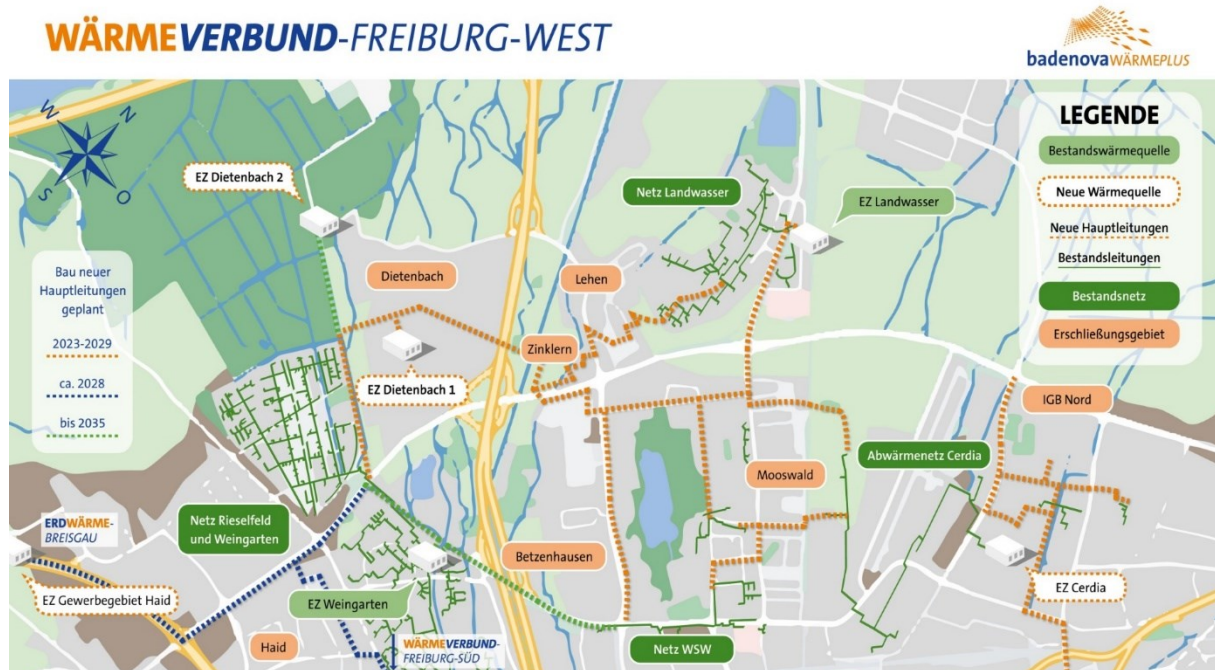 WÄRMEVERBUND-FREIBURG-WEST
badenovaWÄRMEPLUS
W
N
S
O
EZ Dietenbach 2
Netz Landwasser
EZ Landwasser
LEGENDE
Bestandswärmequelle
Neue Wärmequelle
Neue Hauptleitungen
Bestandsleitungen
Bestandsnetz
Erschließungsgebiet
Bau neuer
Hauptleitungen
geplant
2023-2029
ca. 2028
bis 2035
Dietenbach
Lehen
Zinklern
EZ Dietenbach 1
IGB Nord
Mooswald
Abwärmenetz Cerdia
Netz Rieselfeld
und Weingarten
ERDWÄRME-
BREISGAU
Betzenhausen
EZ Gewerbegebiet Haid
EZ Weingarten
EZ Cerdia
Haid
WÄRMEVERBUND-
FREIBURG-SÜD
Netz WSW